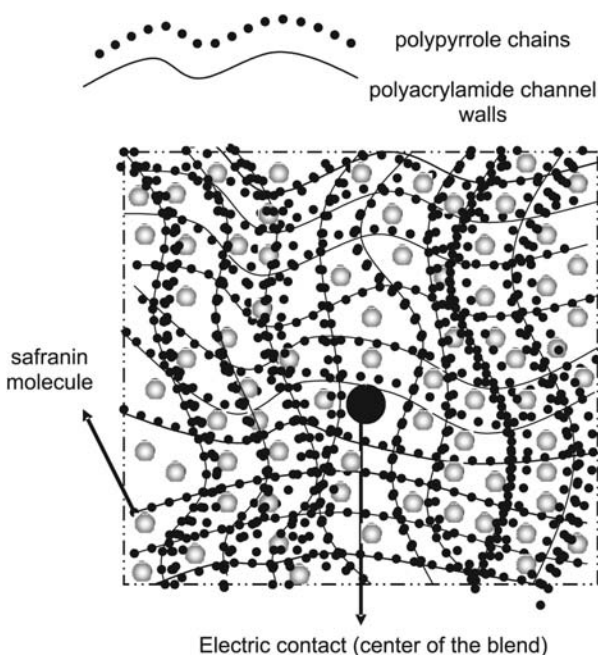 polypyrrole chains
polyacrylamide channel
walls
safranin
molecule
Electric contact (center of the blend)